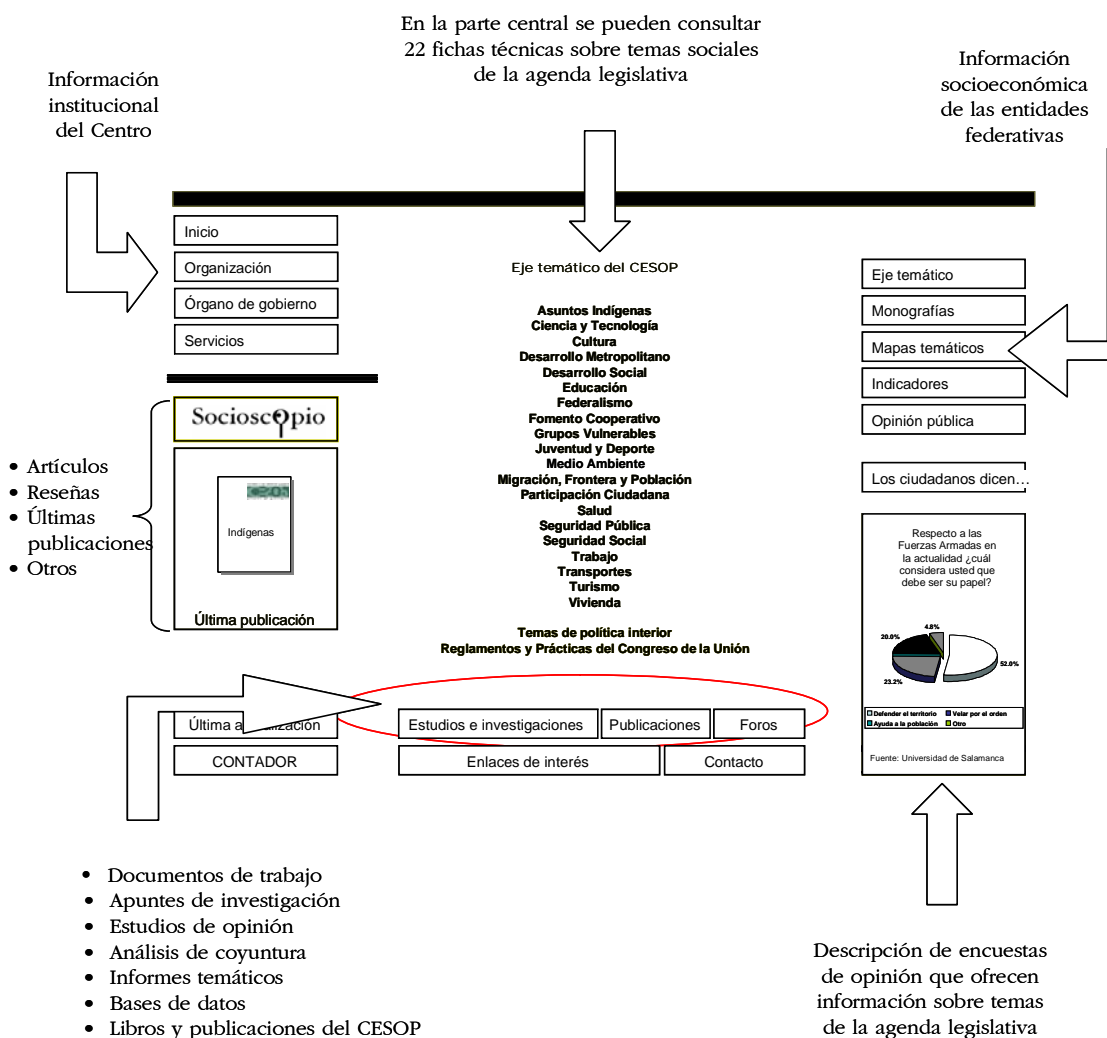 En la parte central se pueden consultar
22 fichas técnicas sobre temas sociales
de la agenda legislativa
Información
institucional
del Centro
Información
socioeconómica
de las entidades
federativas
Inicio
Organización
Órgano de gobierno
Servicios
Socioscopio
• Artículos
• Reseñas
• Últimas
publicaciones
• Otros
Indígenas
Última publicación
Eje temático del CESOP
Asuntos Indígenas
Ciencia y Tecnología
Cultura
Desarrollo Metropolitano
Desarrollo Social
Educación
Federalismo
Fomento Cooperativo
Grupos Vulnerables
Juventud y Deporte
Medio Ambiente
Migración, Frontera y Población
Participación Ciudadana
Salud
Seguridad Pública
Seguridad Social
Trabajo
Transportes
Turismo
Vivienda
Temas de política interior
Reglamentos y Prácticas del Congreso de la Unión
Eje temático
Monografías
Mapas temáticos
Indicadores
Opinión pública
Los ciudadanos dicen…
Respecto a las
Fuerzas Armadas en
la actualidad ¿cuál
considera usted que
debe ser su papel?
4.8%
20.0%
52.0%
23.2%
Defender el territorio Velar por el orden
Ayuda a la población Otro
Fuente: Universidad de Salamanca
Última
Estudios e investigaciones Publicaciones Foros
CONTADOR Enlaces de interés Contacto
• Documentos de trabajo
• Apuntes de investigación
• Estudios de opinión
• Análisis de coyuntura
• Informes temáticos
• Bases de datos
• Libros y publicaciones del CESOP
Descripción de encuestas
de opinión que ofrecen
información sobre temas
de la agenda legislativa